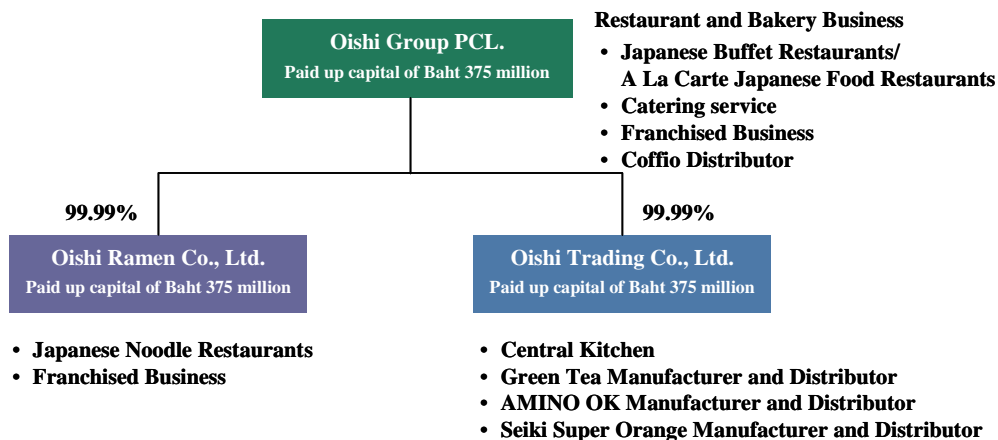 Oishi Group PCL.
Paid up capital of Baht 375 million
Restaurant and Bakery Business
• Japanese Buffet Restaurants/
A La Carte Japanese Food Restaurants
• Catering service
• Franchised Business
• Coffio Distributor
99.99%
99.99%
Oishi Ramen Co., Ltd.
Paid up capital of Baht 375 million
Oishi Trading Co., Ltd.
Paid up capital of Baht 375 million
• Japanese Noodle Restaurants
• Franchised Business
• Central Kitchen
• Green Tea Manufacturer and Distributor
• AMINO OK Manufacturer and Distributor
• Seiki Super Orange Manufacturer and Distributor